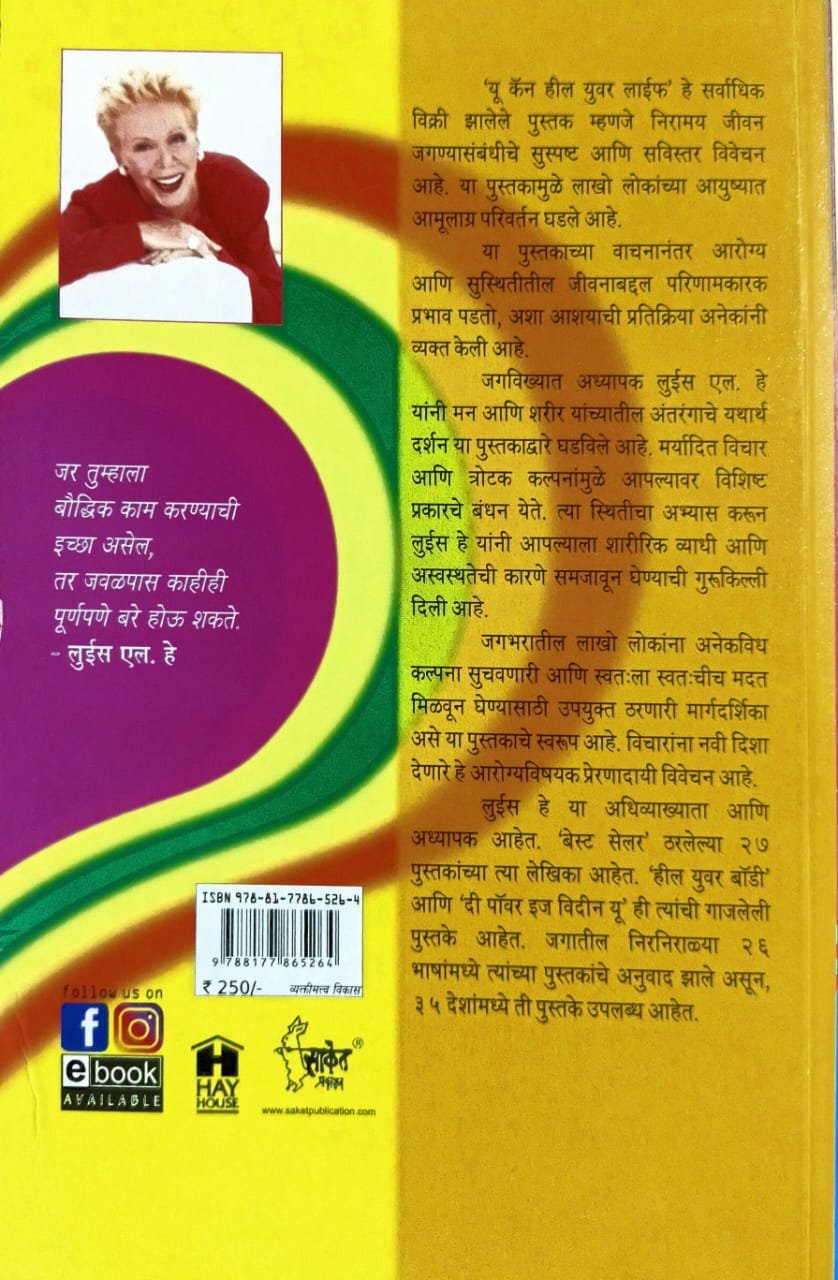 जर तुम्हाला
बौद्धिक काम करण्याची
इच्छा असेल,
तर जवळपास काहीही
पूर्णपणे बरे होऊ शकते.
- लुईस एल. हे
‘यू कॅन हील युवर लाईफ’ हे सर्वाधिक
विक्री झालेले पुस्तक म्हणजे निरामय जीवन
जगण्यासंबंधीचे सुस्पष्ट आणि सविस्तर विवेचन
आहे. या पुस्तकामुळे लाखो लोकांच्या आयुष्यात
आमूलाग्र परिवर्तन घडले आहे.
या पुस्तकाच्या वाचनानंतर आरोग्य
आणि सुस्थितीतील जीवनाबद्दल परिणामकारक
प्रभाव पडतो, अशा आशयाची प्रतिक्रिया अनेकांनी
व्यक्त केली आहे.
जगविख्यात अध्यापक लुईस एल. हे
यांनी मन आणि शरीर यांच्यातील अंतरंगाचे यथार्थ
दर्शन या पुस्तकाद्वारे घडविले आहे. मर्यादित विचार
आणि त्रोटक कल्पनांमुळे आपल्यावर विशिष्ट
प्रकारचे बंधन येते. त्या स्थितीचा अभ्यास करून
लुईस हे यांनी आपल्याला शारीरिक व्याधी आणि
अस्वस्थतेची कारणे समजावून घेण्याची गुरूकिल्ली
दिली आहे.
जगभरातील लाखो लोकांना अनेकविध
कल्पना सुचवणारी आणि स्वतःला स्वतःचीच मदत
मिळवून घेण्यासाठी उपयुक्त ठरणारी मार्गदर्शिका
असे या पुस्तकाचे स्वरूप आहे. विचारांना नवी दिशा
देणारे हे आरोग्यविषयक प्रेरणादायी विवेचन आहे.
लुईस हे या अधिव्याख्याता आणि
अध्यापक आहेत. ‘बेस्ट सेलर’ ठरलेल्या २७
पुस्तकांच्या त्या लेखिका आहेत. ‘हील युवर बॉडी’
आणि ‘दी पॉवर इज विदीन यू’ ही त्यांची गाजलेली
पुस्तके आहेत. जगातील निरनिराळ्या २६
भाषांमध्ये त्यांच्या पुस्तकांचे अनुवाद झाले असून,
३५ देशांमध्ये ती पुस्तके उपलब्ध आहेत.
ISBN 978-81-7786-526-4
9 788177 865264
₹ 250/- व्यक्तीमत्त्व विकास
follow us on
f
ebook
AVAILABLE
HAY
HOUSE
साकेत ®
प्रकाशन
www.saketpublication.com